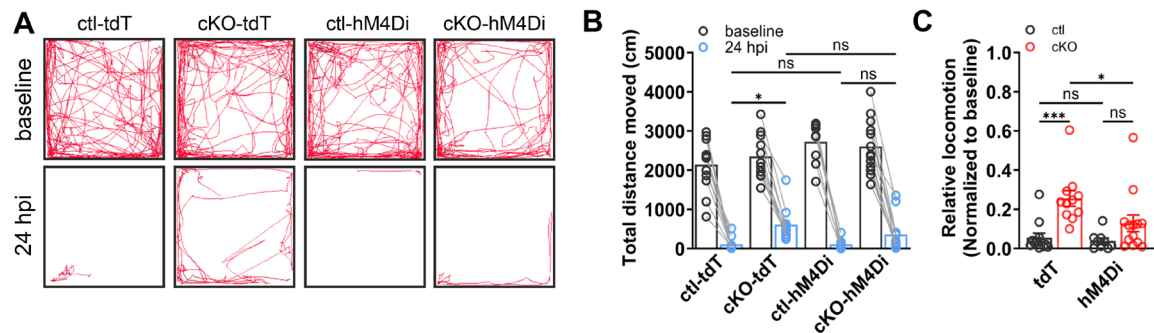 A
ctl-tdT
cKO-tdT
ctl-hM4Di
cKO-hM4Di
baseline
24 hpi
B
baseline
24 hpi
Total distance moved (cm)
5000
4000
3000
2000
1000
0
ns
ns
ns
*
ctl-tdT
cKO-tdT
ctl-hM4Di
cKO-hM4Di
C
ctl
cKO
Relative locomotion
(Normalized to baseline)
1.0
0.8
0.6
0.4
0.2
0.0
*
ns
***
ns
tdT
hM4Di